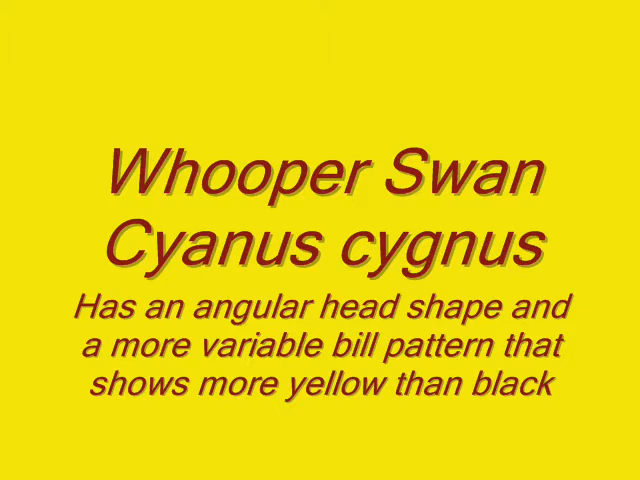 Whooper Swan
Cyanus cygnus
Has an angular head shape and
a more variable bill pattern that
shows more yellow than black